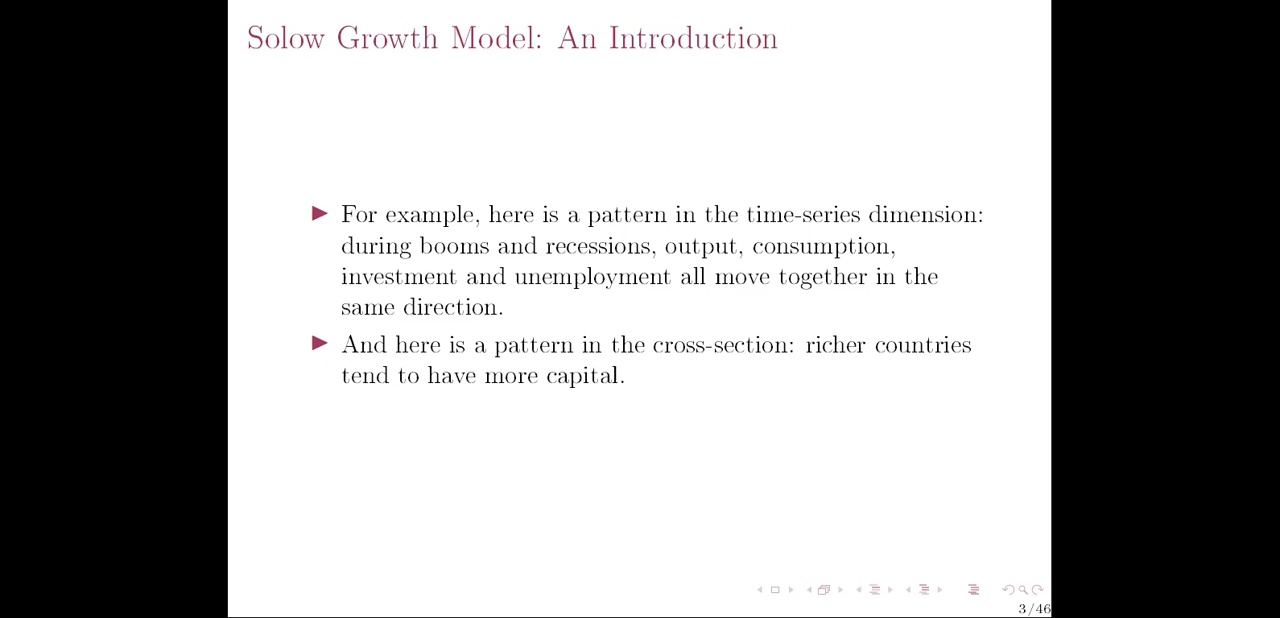 Solow Growth Model: An Introduction
For example, here is a pattern in the time-series dimension:
during booms and recessions, output, consumption,
investment and unemployment all move together in the
same direction.
And here is a pattern in the cross-section: richer countries
tend to have more capital.
3/46